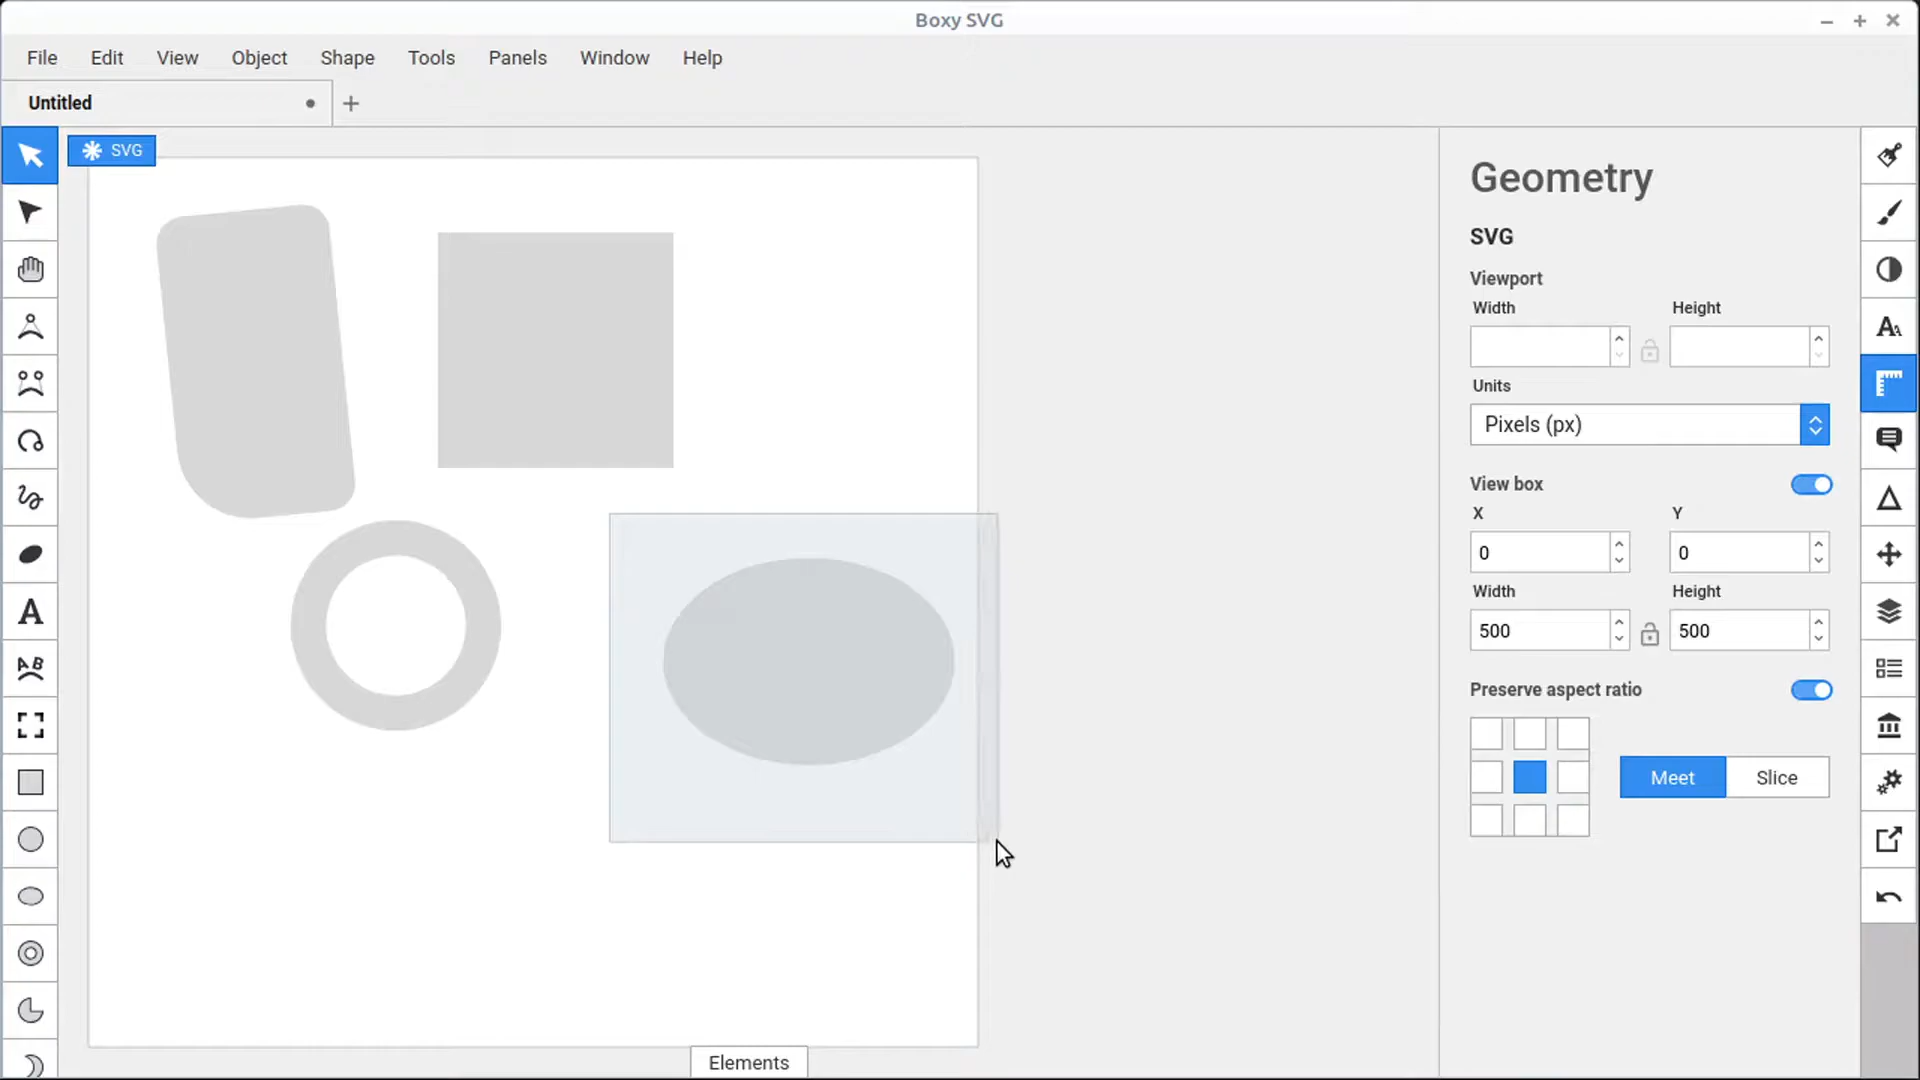 Boxy SVG
File Edit View Object Shape Tools Panels Window Help
Untitled
SVG
Geometry
SVG
Viewport
Width Height
Units
Pixels (px)
View box
X Y
0 0
Width Height
500 500
Preserve aspect ratio
Meet Slice
A
AB
Elements